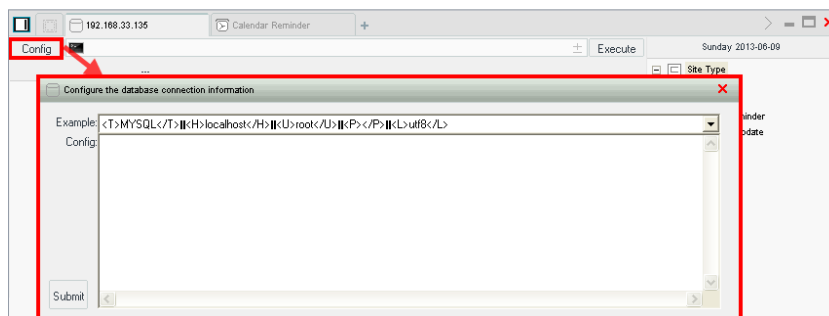 192.168.33.135
Calendar Reminder
+
Config
± Execute
Sunday 2013-06-09
...
Site Type
Configure the database connection information
inder
pdate
Example: <T>MYSQL</T>||<H>localhost</H>||<U>root</U>||<P></P>||<L>utf8</L>
Config:
Submit